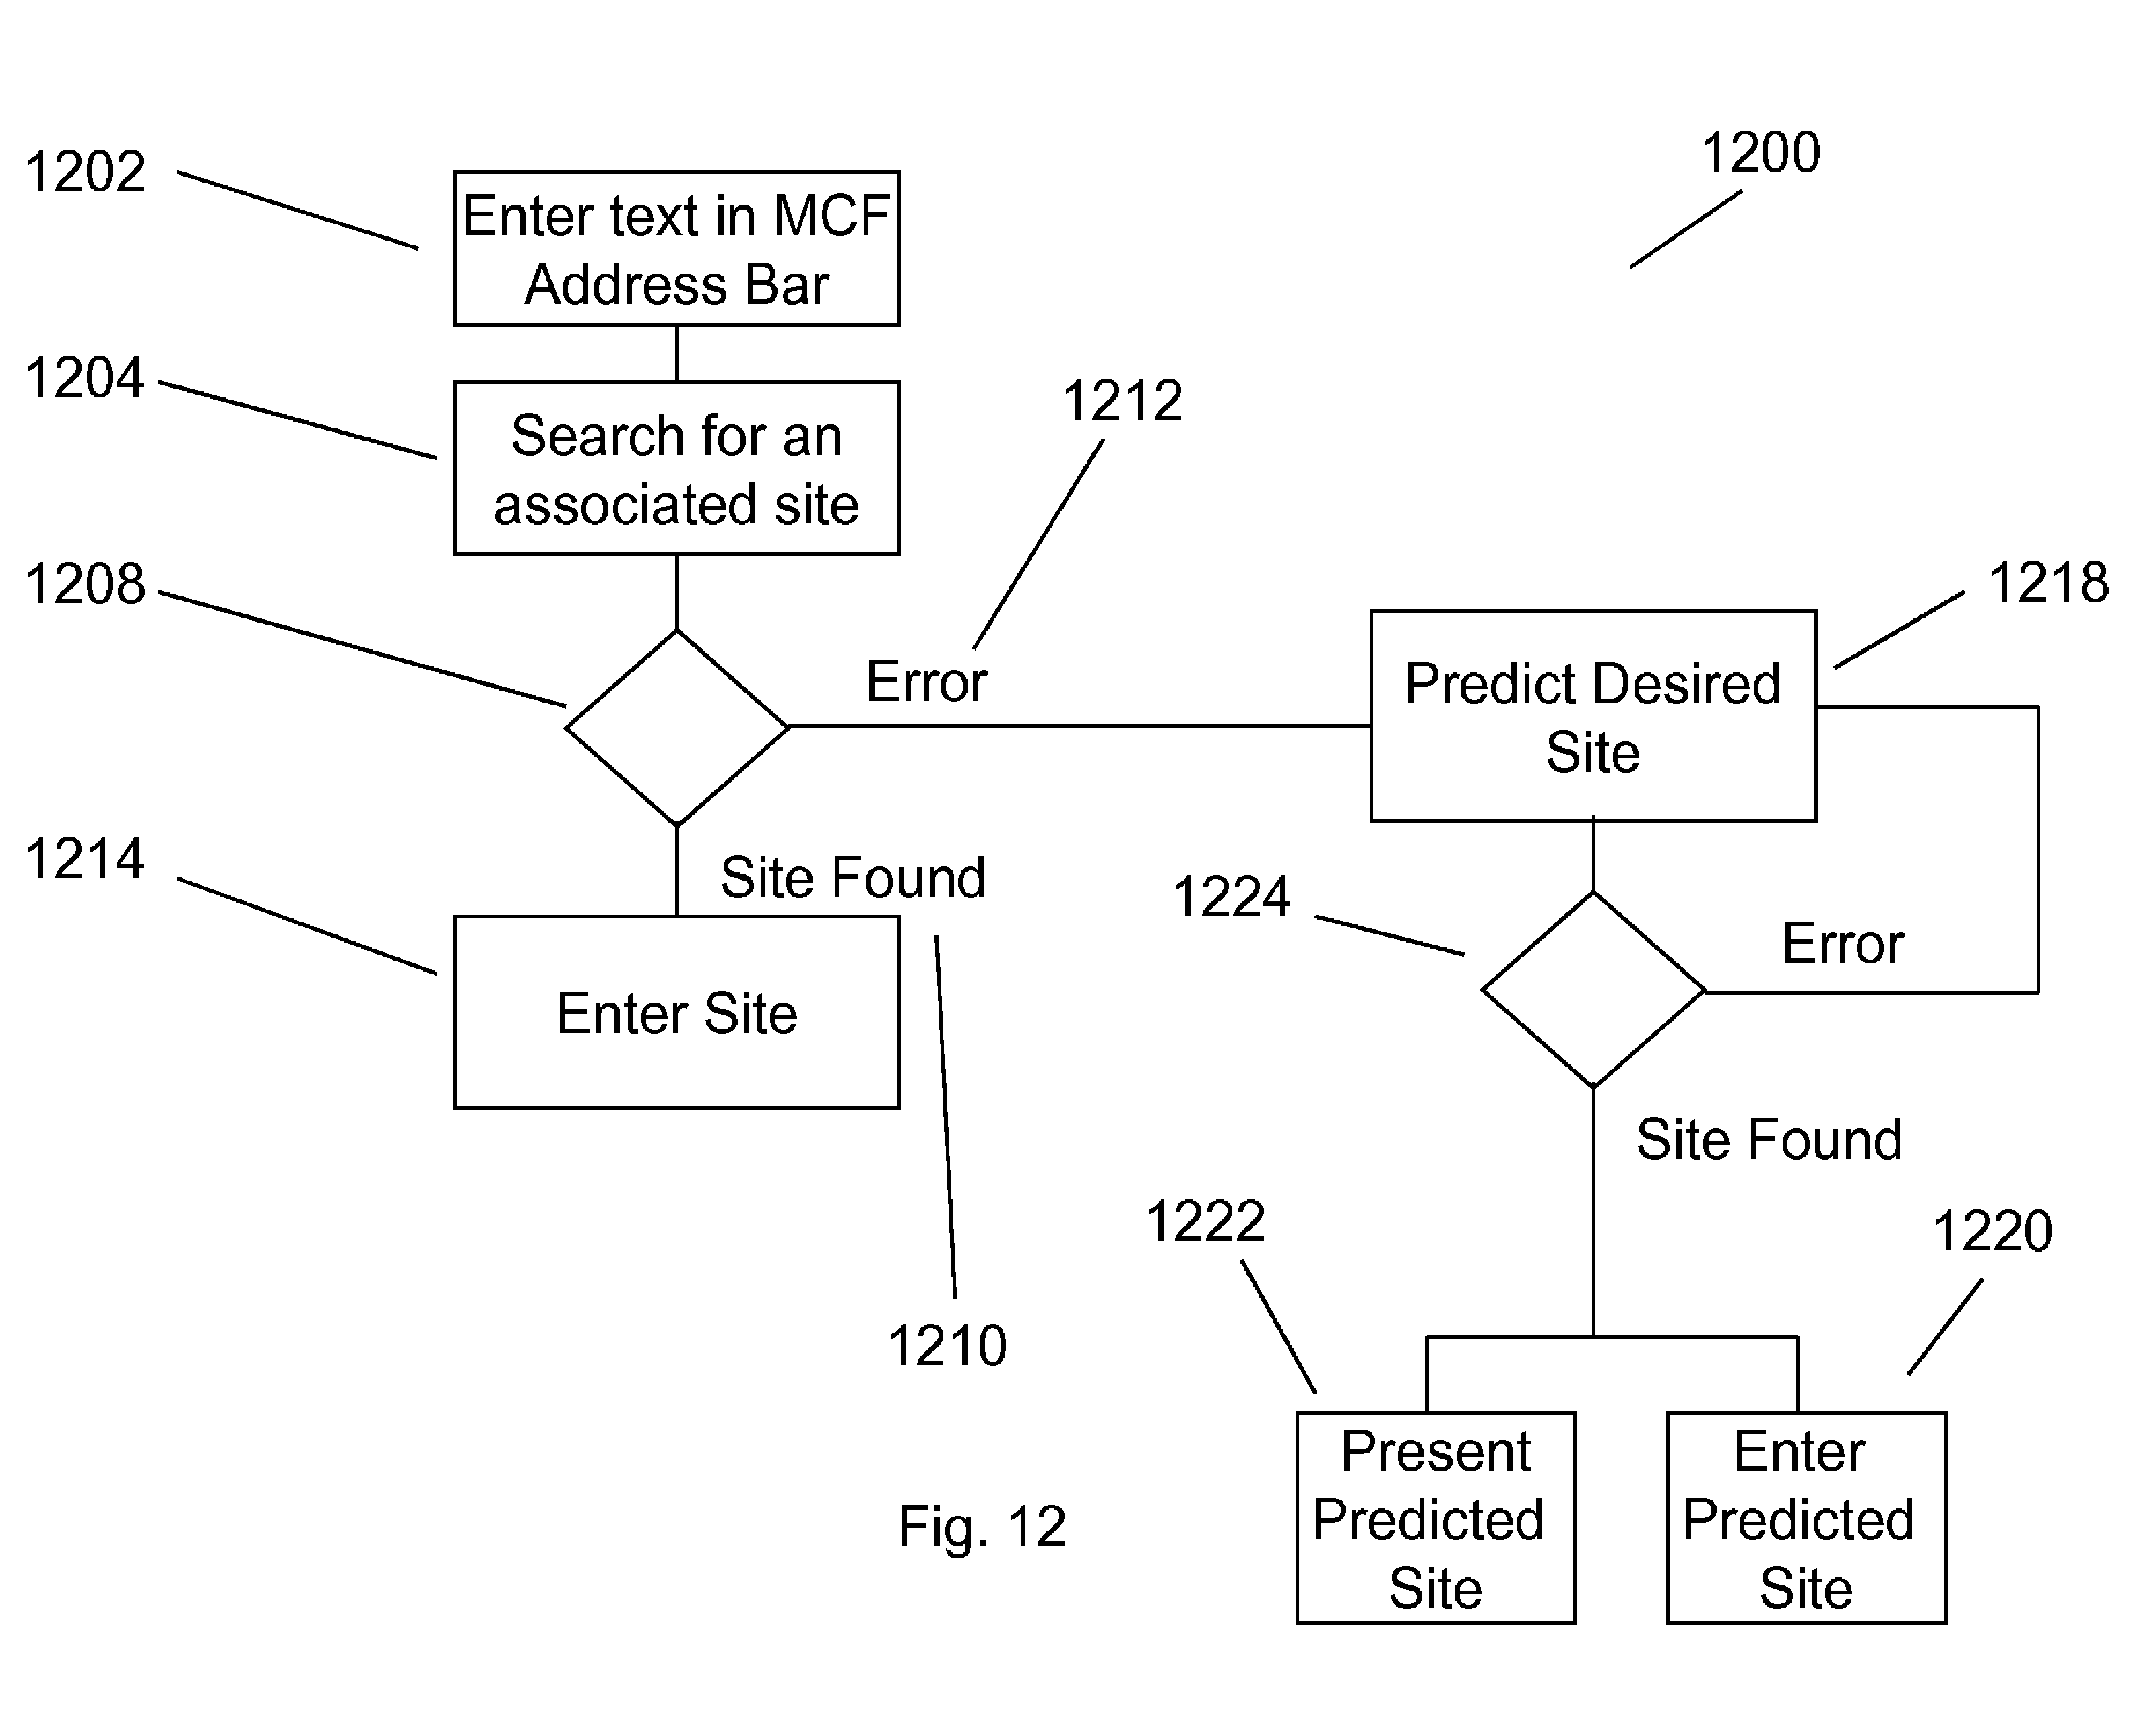 1202
1200
Enter text in MCF
Address Bar
1204
1212
Search for an
associated site
1208
1218
Error
Predict Desired
Site
1214
Site Found
1224
Error
Enter Site
Site Found
1222
1220
1210
Present
Predicted
Site
Enter
Predicted
Site
Fig. 12